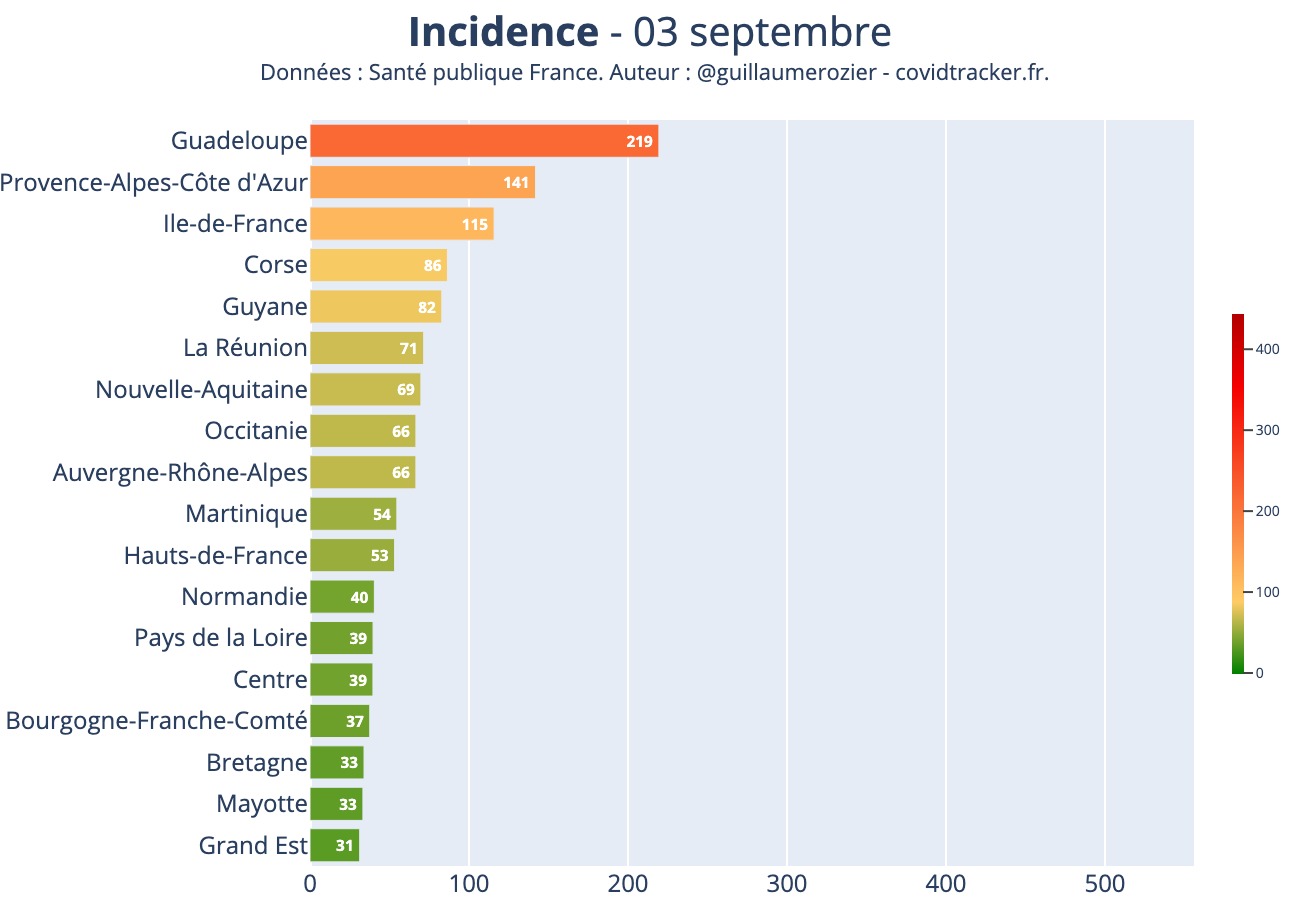 Incidence - 03 septembre
Données : Santé publique France. Auteur : @guillaumerozier - covidtracker.fr.
Guadeloupe 219
Provence-Alpes-Côte d'Azur 141
Ile-de-France 115
Corse 86
Guyane 82
La Réunion 71
Nouvelle-Aquitaine 69
Occitanie 66
Auvergne-Rhône-Alpes 66
Martinique 54
Hauts-de-France 53
Normandie 40
Pays de la Loire 39
Centre 39
Bourgogne-Franche-Comté 37
Bretagne 33
Mayotte 33
Grand Est 31
0 100 200 300 400 500
400
300
200
100
0